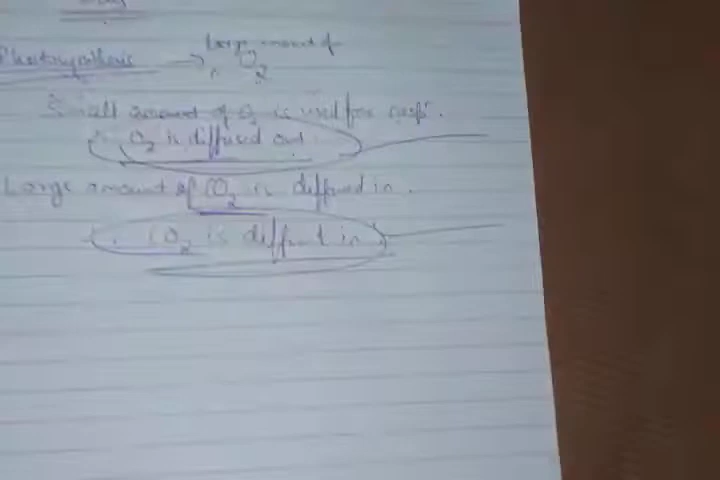 Photosynthesis → Large amount of
O2
Small amount of O2 is used for resp".
∴ O2 is diffused out.
Large amount of CO2 is diffused in.
∴ CO2 is diffused in.